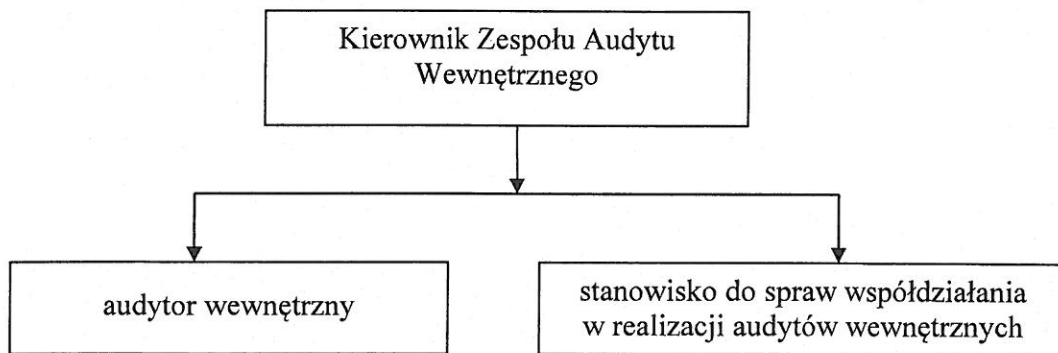 Kierownik Zespołu Audytu
Wewnętrznego
audytor wewnętrzny
stanowisko do spraw współdziałania
w realizacji audytów wewnętrznych